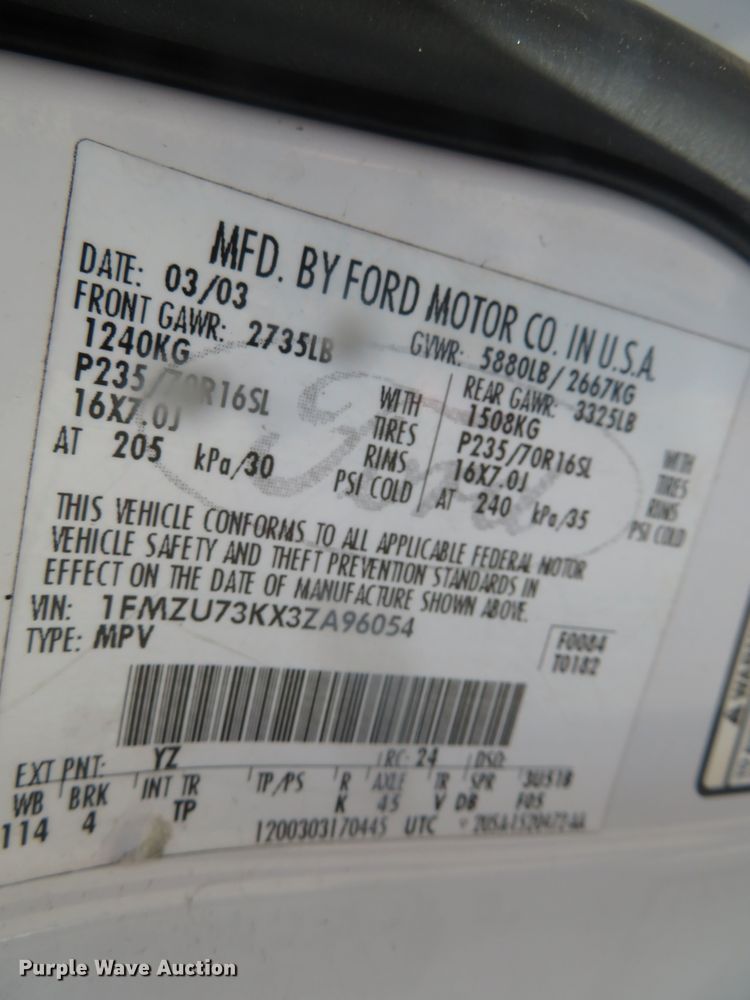 MFD. BY FORD MOTOR CO. IN U.S.A.
DATE: 03/03 GVWR: 5880LB/2667KG
FRONT GAWR: 2735LB REAR GAWR: 3325LB
1240KG WITH 1508KG WITH
P235/70R16SL TIRES P235/70R16SL TIRES
16X7.0J RIMS 16X7.0J RIMS
AT 205 kPa/30 PSI COLD AT 240 kPa/35 PSI COLD
Ford
THIS VEHICLE CONFORMS TO ALL APPLICABLE FEDERAL MOTOR
VEHICLE SAFETY AND THEFT PREVENTION STANDARDS IN
EFFECT ON THE DATE OF MANUFACTURE SHOWN ABOVE.
VIN: 1FMZU73KX3ZA96054
TYPE: MPV
F0084
T0182
EXT PNT: YZ RC: 24 DSO:
WB BRK INT TR TP/PS R AXLE TR SPR 3U51B
114 4 TP K 45 V DB F05
1200303170445 UTC
Purple Wave Auction